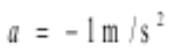 a = −1 m/s²